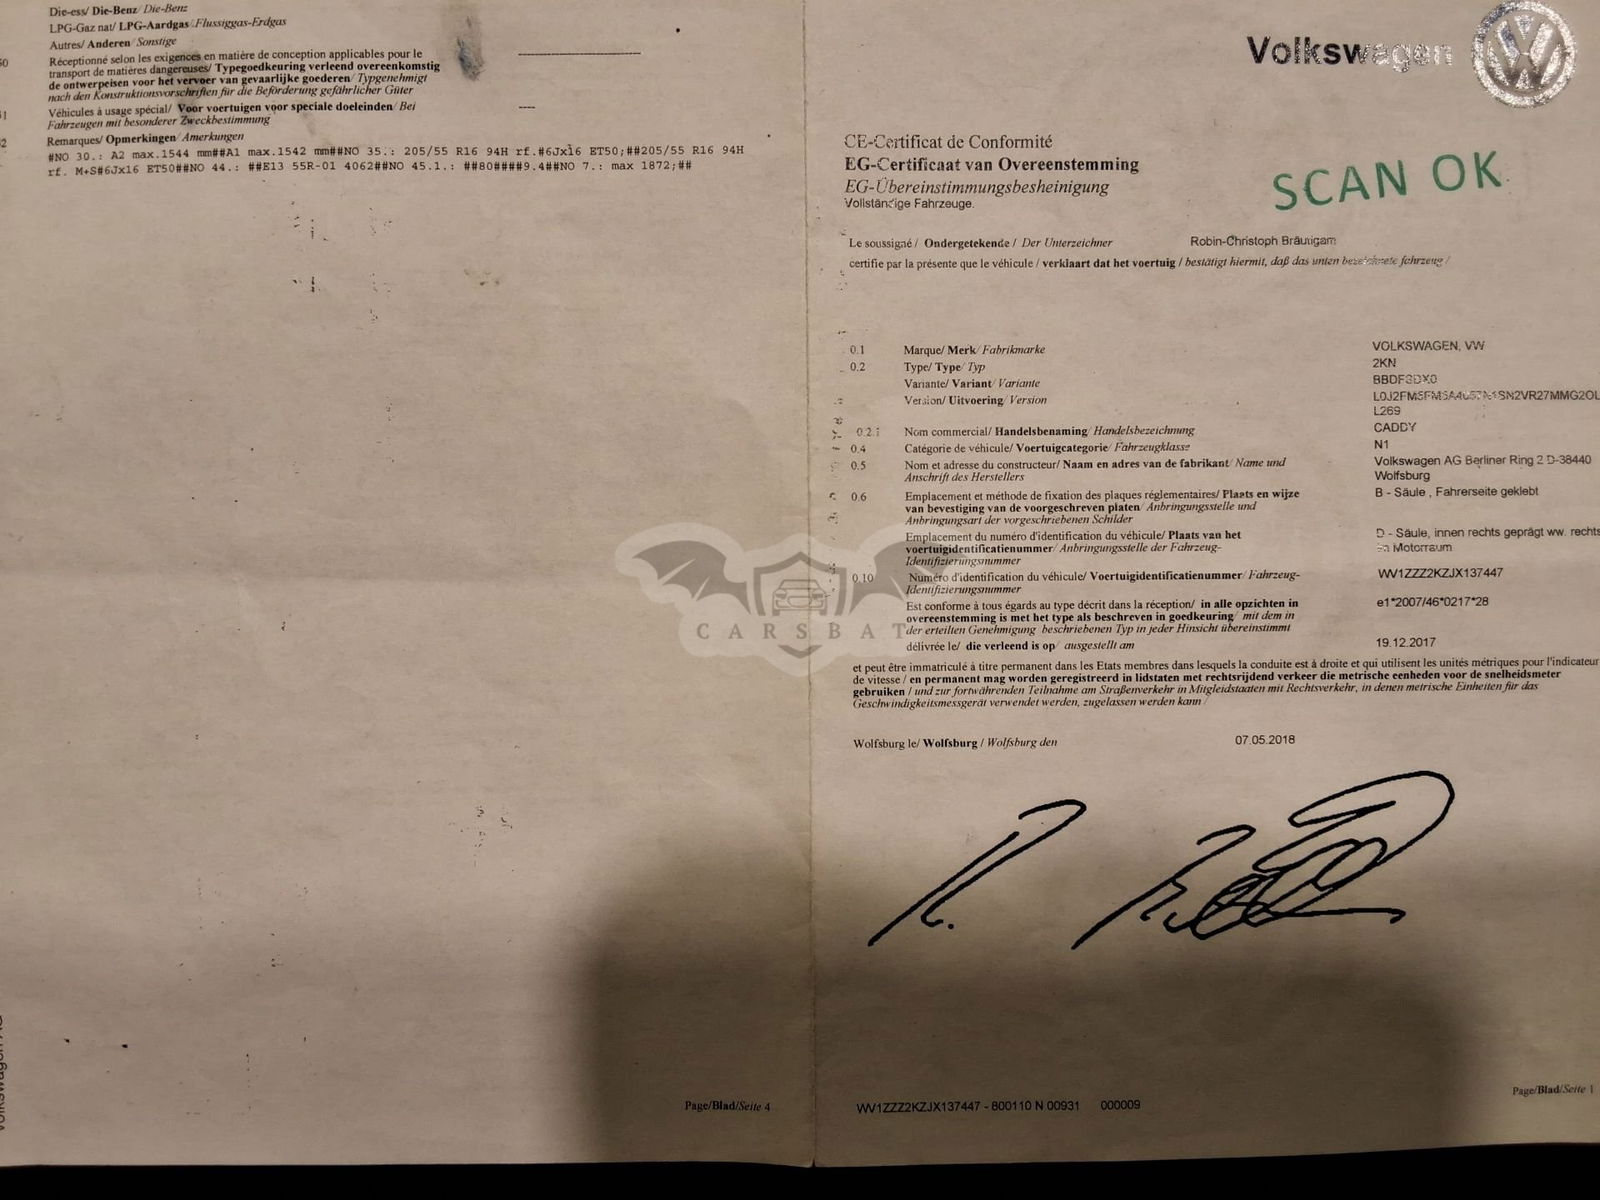 Die-ess/ Die-Benz/ Die-Benz
LPG-Gaz nat/ LPG-Aardgas/Flussiggas-Erdgas
Autres/ Anderen/ Sonstige
50 Réceptionné selon les exigences en matière de conception applicables pour le
transport de matières dangereuses/ Typegoedkeuring verleend overeenkomstig
de ontwerpeisen voor het vervoer van gevaarlijke goederen/ Typgenehmigt
nach den Konstruktionsvorschriften für die Beförderung gefährlicher Güter
Véhicules à usage spécial/ Voor voertuigen voor speciale doeleinden/ Bei
Fahrzeugen mit besonderer Zweckbestimmung
Remarques/ Opmerkingen/ Amerkungen
#NO 30.: A2 max.1544 mm##A1 max.1542 mm##NO 35.: 205/55 R16 94H rf.#6Jx16 ET50;##205/55 R16 94H
rf. M+S#6Jx16 ET50##NO 44.: ##E13 55R-01 4062##NO 45.1.: ##80####9.4##NO 7.: max 1872;##
Page/Blad/Seite 4
Volkswagen AG
Volkswagen
CE-Certificat de Conformité
EG-Certificaat van Overeenstemming
EG-Übereinstimmungsbesheinigung
Vollständige Fahrzeuge.
SCAN OK
Le soussigné / Ondergetekende / Der Unterzeichner Robin-Christoph Bräutigam
certifie par la présente que le véhicule / verklaart dat het voertuig / bestätigt hiermit, daß das unten bezeichnete fahrzeug /
0.1 Marque/ Merk/ Fabrikmarke VOLKSWAGEN, VW
0.2 Type/ Type/ Typ 2KN
Variante/ Variant/ Variante
Version/ Uitvoering/ Version
L269
0.2.1 Nom commercial/ Handelsbenaming/ Handelsbezeichnung CADDY
0.4 Catégorie de véhicule/ Voertuigcategorie/ Fahrzeugklasse N1
0.5 Nom et adresse du constructeur/ Naam en adres van de fabrikant/ Name und Volkswagen AG Berliner Ring 2 D-38440
Anschrift des Herstellers Wolfsburg
0.6 Emplacement et méthode de fixation des plaques réglementaires/ Plaats en wijze B - Säule , Fahrerseite geklebt
van bevestiging van de voorgeschreven platen/ Anbringungsstelle und
Anbringungsart der vorgeschriebenen Schilder
Emplacement du numéro d'identification du véhicule/ Plaats van het D - Säule, innen rechts geprägt ww. rechts
voertuigidentificatienummer/ Anbringungsstelle der Fahrzeug- Motorraum
Identifizierungsnummer
0.10 Numéro d'identification du véhicule/ Voertuigidentificatienummer/ Fahrzeug- WV1ZZZ2KZJX137447
Identifizierungsnummer
Est conforme à tous égards au type décrit dans la réception/ in alle opzichten in e1*2007/46*0217*28
overeenstemming is met het type als beschreven in goedkeuring/ mit dem in
der erteilten Genehmigung beschriebenen Typ in jeder Hinsicht übereinstimmt
délivrée le/ die verleend is op/ ausgestellt am 19.12.2017
CARSBAT
et peut être immatriculé à titre permanent dans les Etats membres dans lesquels la conduite est à droite et qui utilisent les unités métriques pour l'indicateur
de vitesse / en permanent mag worden geregistreerd in lidstaten met rechtsrijdend verkeer die metrische eenheden voor de snelheidsmeter
gebruiken / und zur fortwährenden Teilnahme am Straßenverkehr in Mitgleidstaaten mit Rechtsverkehr, in denen metrische Einheiten für das
Geschwindigkeitsmessgerät verwendet werden, zugelassen werden kann /
Wolfsburg le/ Wolfsburg / Wolfsburg den 07.05.2018
WV1ZZZ2KZJX137447 - 800110 N 00931 000009
Page/Blad/Seite 1